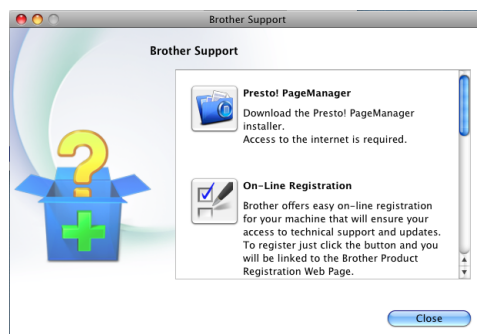 Brother Support
Brother Support
Presto! PageManager
Download the Presto! PageManager
installer.
Access to the internet is required.
On-Line Registration
Brother offers easy on-line registration
for your machine that will ensure your
access to technical support and updates.
To register just click the button and you
will be linked to the Brother Product
Registration Web Page.
Close